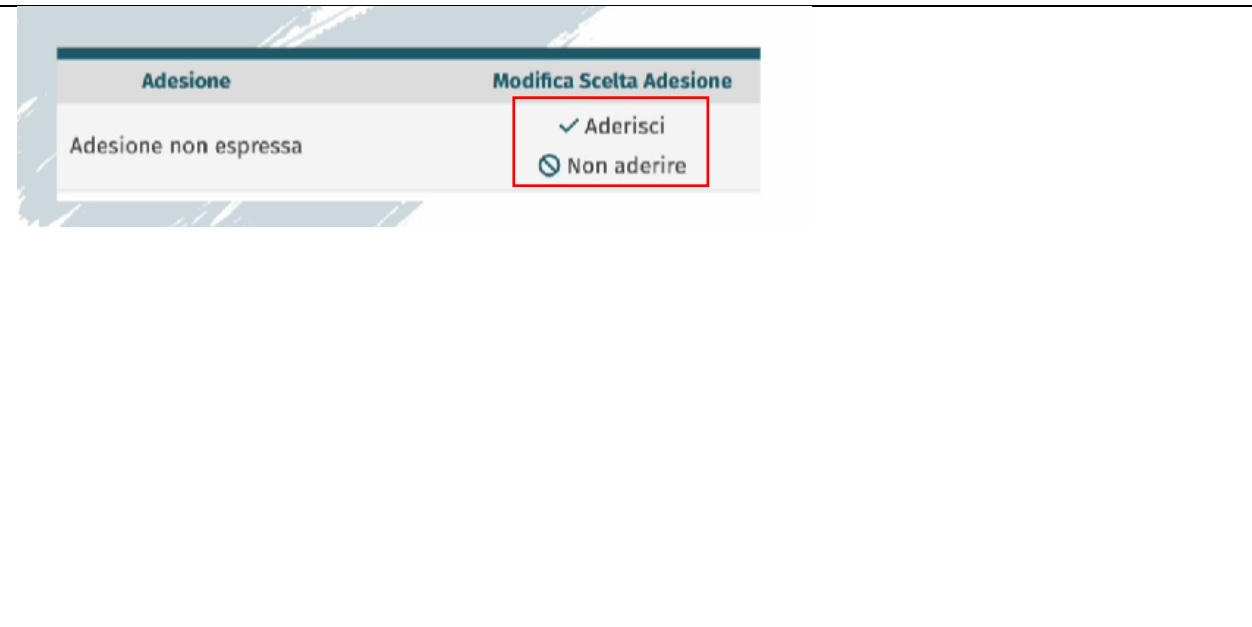 Adesione Modifica Scelta Adesione
Aderisci
Adesione non espressa
Non aderire